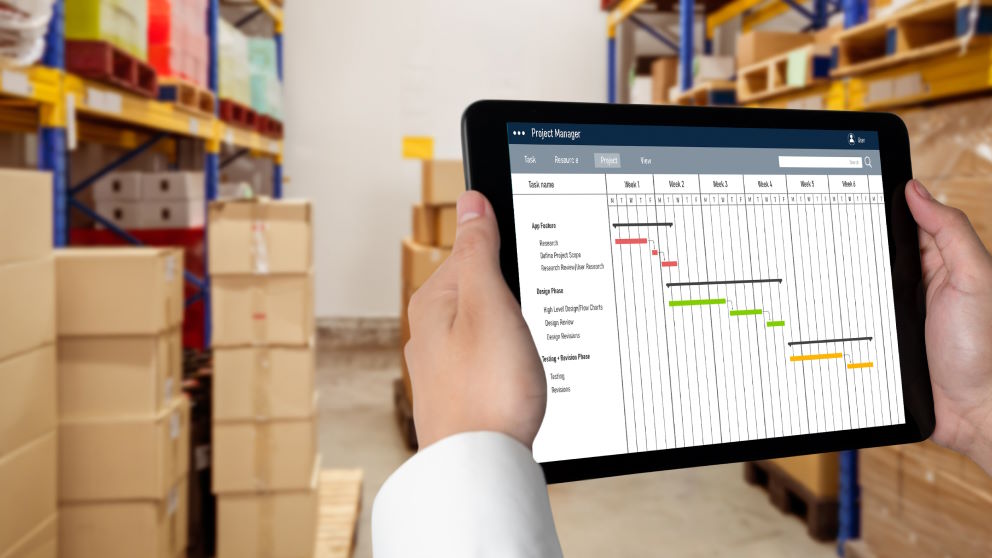 Project Manager
User
Task Resource Project View
Search
Task name Week 1 Week 2 Week 3 Week 4 Week 5 Week 6
M T W T F M T W T F M T W T F M T W T F M T W T F M T W T F M T
App Feature
Research
Define Project Scope
Research Review/User Research
Design Phase
High Level Design/Flow Charts
Design Review
Design Revisions
Testing + Revision Phase
Testing
Revisions